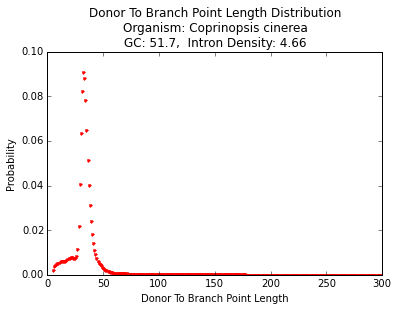 Donor To Branch Point Length Distribution
Organism: Coprinopsis cinerea
GC: 51.7,  Intron Density: 4.66
0.10
0.08
0.06
0.04
0.02
0.00
Probability
0
50
100
150
200
250
300
Donor To Branch Point Length